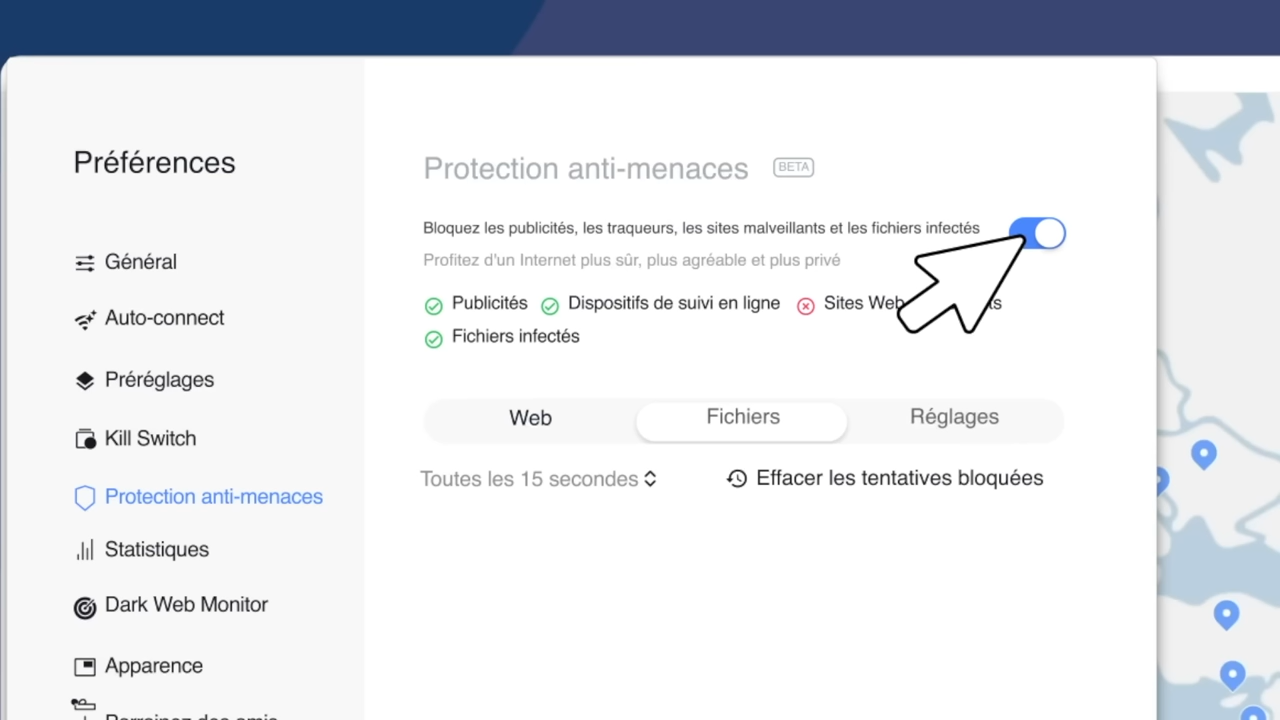 Préférences
Général
Auto-connect
Préréglages
Kill Switch
Protection anti-menaces
Statistiques
Dark Web Monitor
Apparence
Protection anti-menaces BETA
Bloquez les publicités, les traqueurs, les sites malveillants et les fichiers infectés
Profitez d'un Internet plus sûr, plus agréable et plus privé
Publicités Dispositifs de suivi en ligne Sites Web
Fichiers infectés
Web Fichiers Réglages
Toutes les 15 secondes Effacer les tentatives bloquées